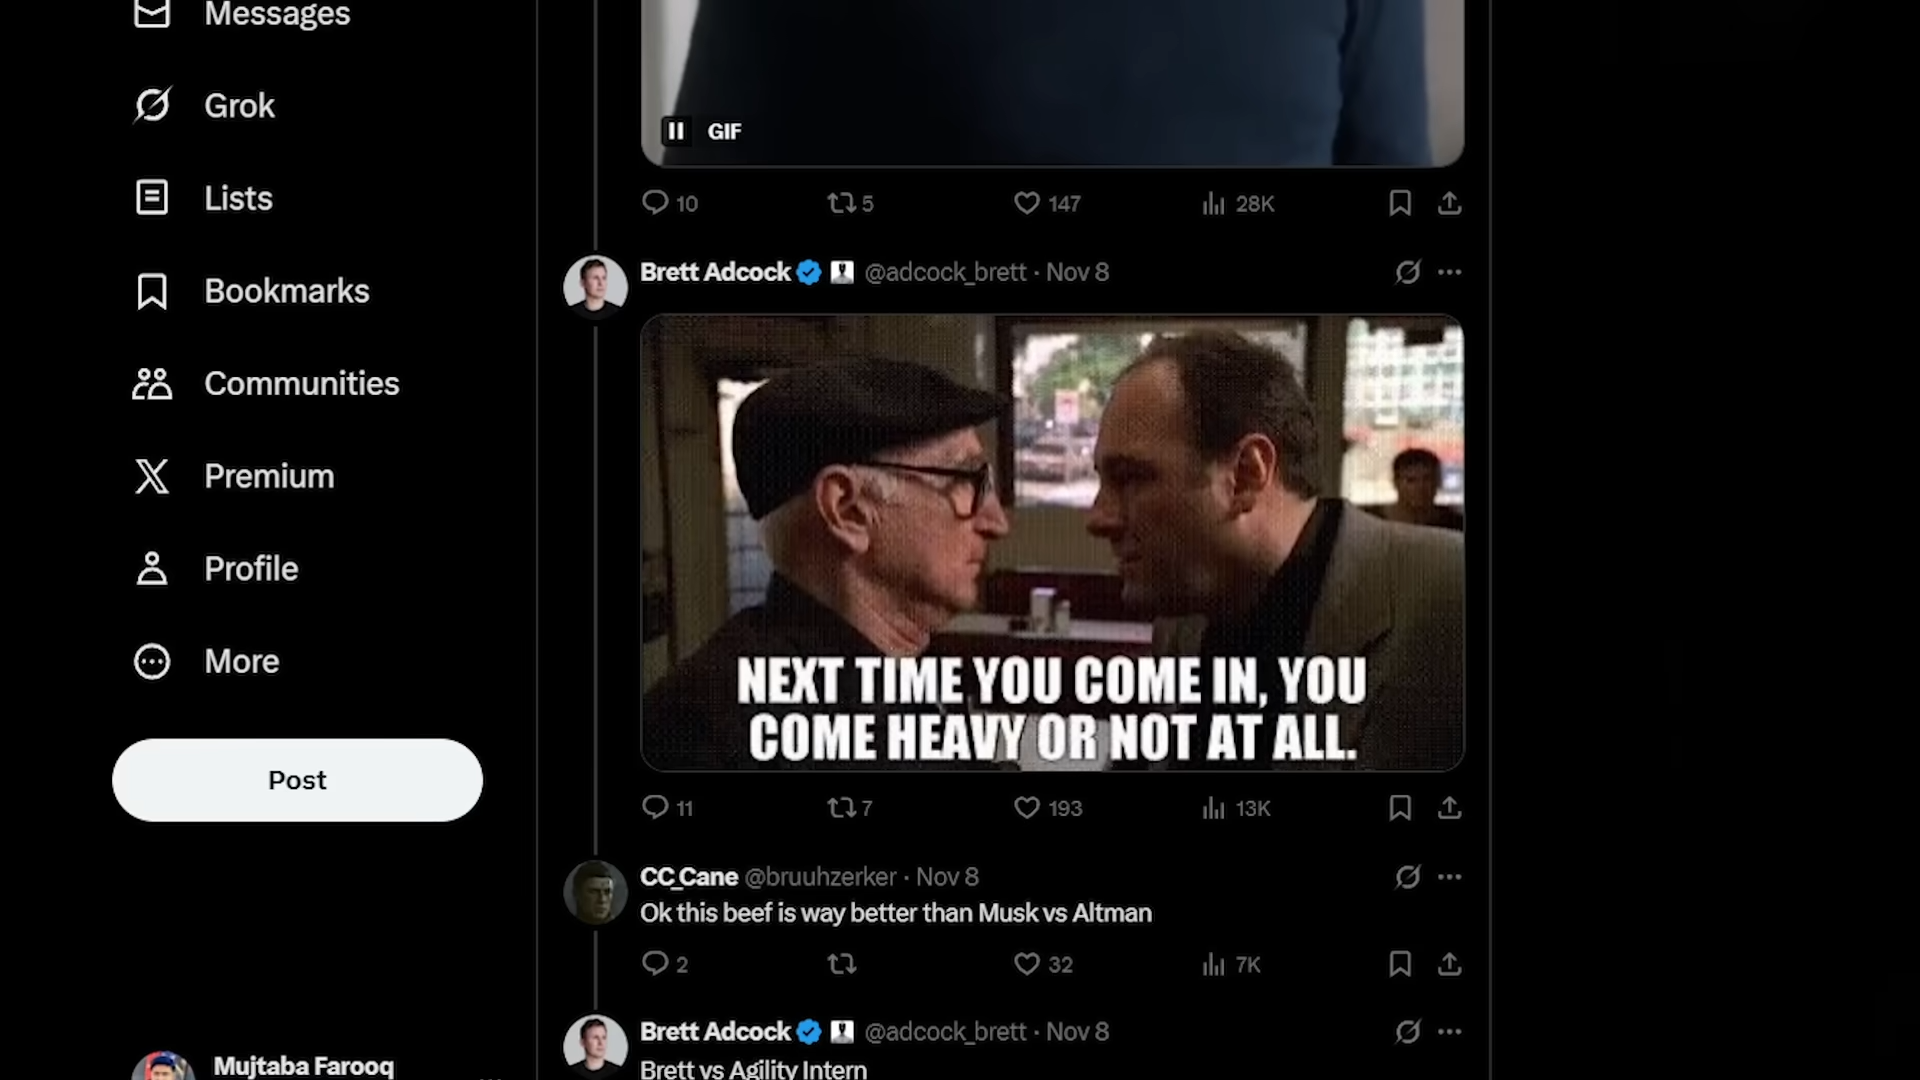 Messages
Grok
Lists
Bookmarks
Communities
Premium
Profile
More
Post
Mujtaba Farooq
GIF
10 5 147 28K
Brett Adcock @adcock_brett · Nov 8
NEXT TIME YOU COME IN, YOU
COME HEAVY OR NOT AT ALL.
11 7 193 13K
CC_Cane @bruuhzerker · Nov 8
Ok this beef is way better than Musk vs Altman
2 32 7K
Brett Adcock @adcock_brett · Nov 8
Brett vs Agility Intern